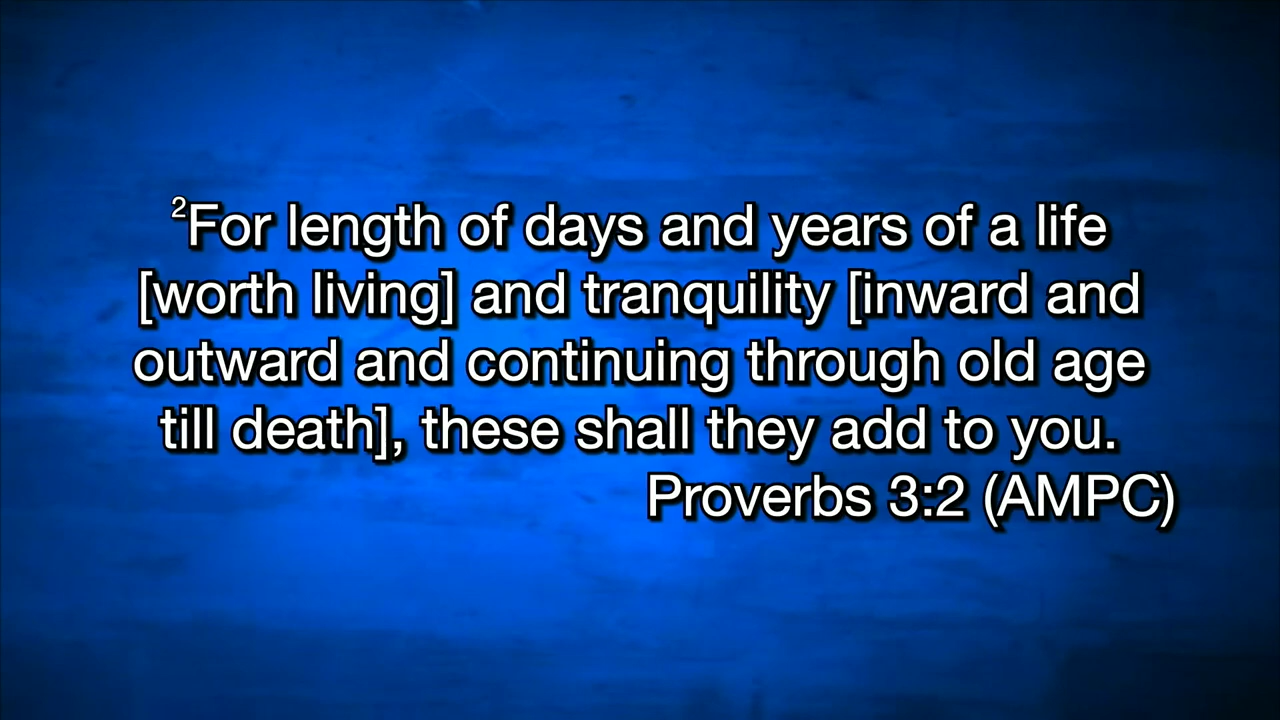 ²For length of days and years of a life
[worth living] and tranquility [inward and
outward and continuing through old age
till death], these shall they add to you.
Proverbs 3:2 (AMPC)